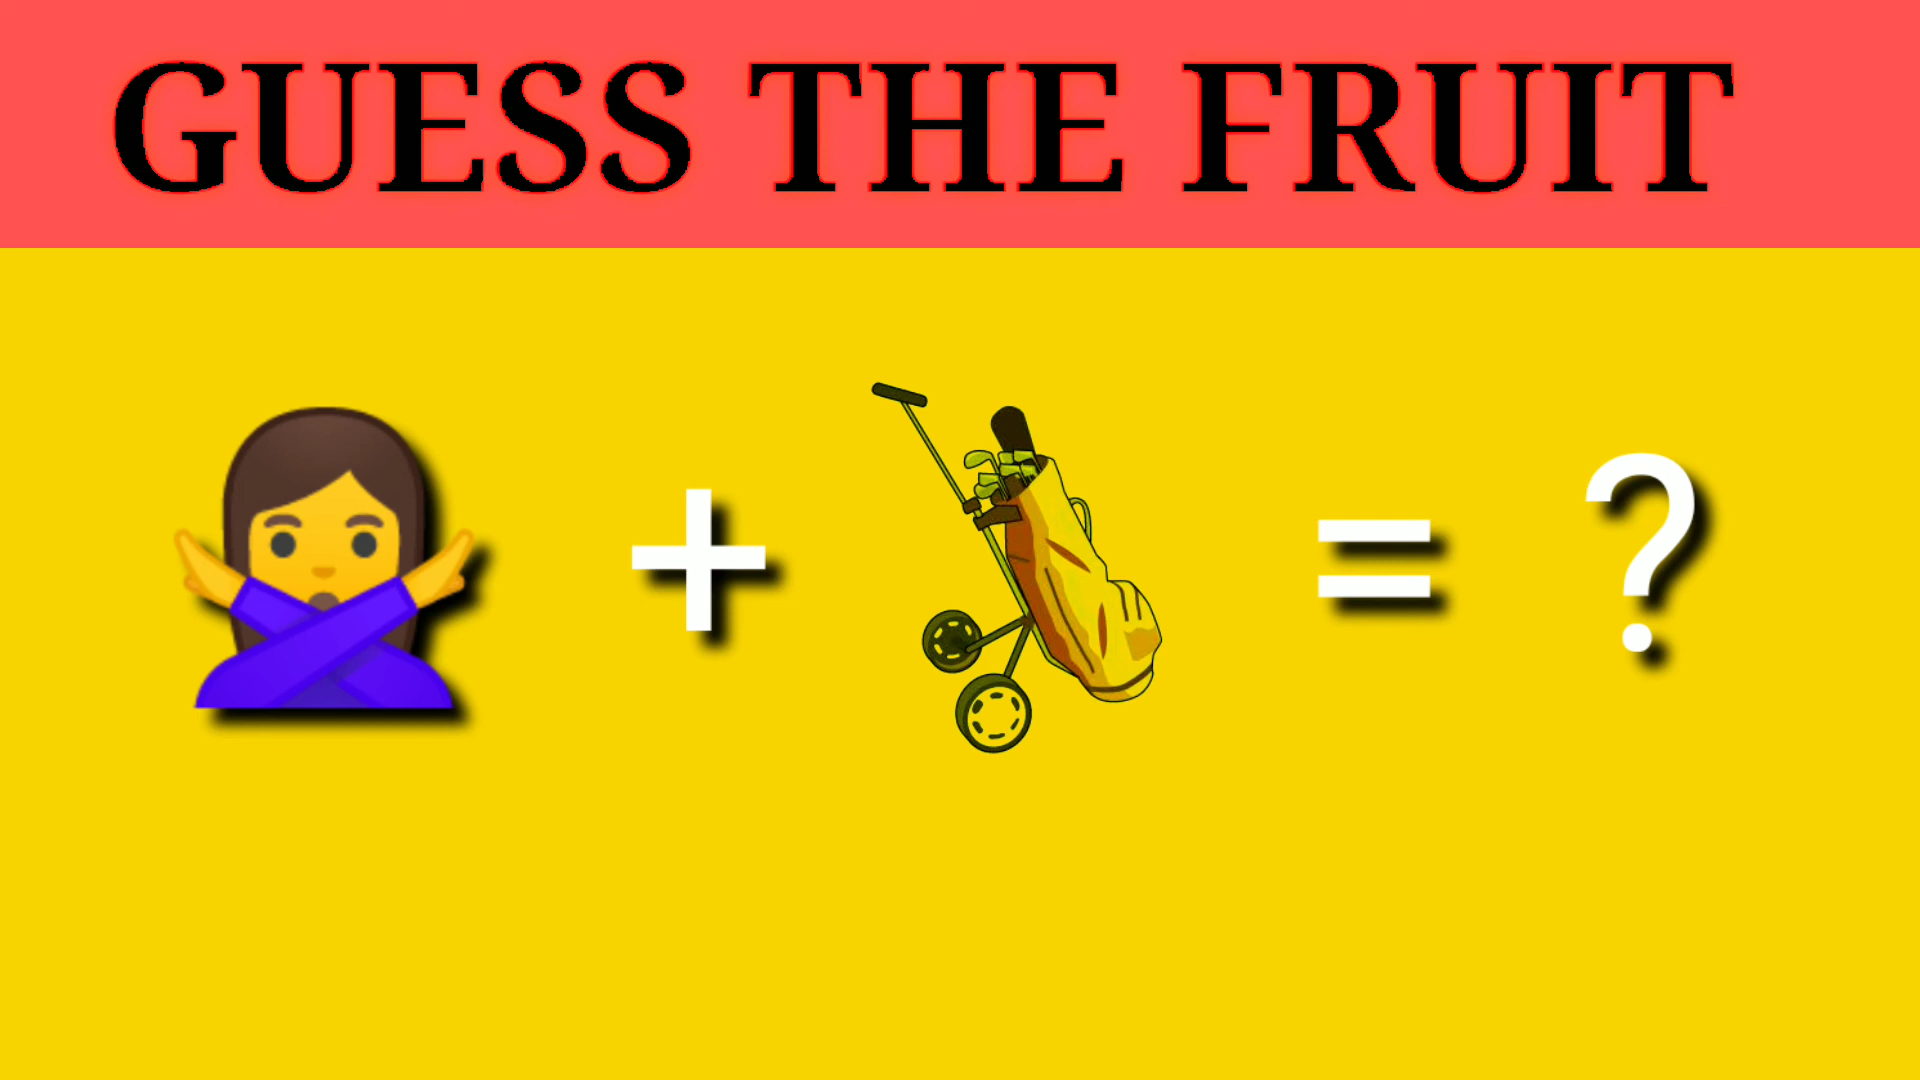 GUESS THE FRUIT
+ = ?